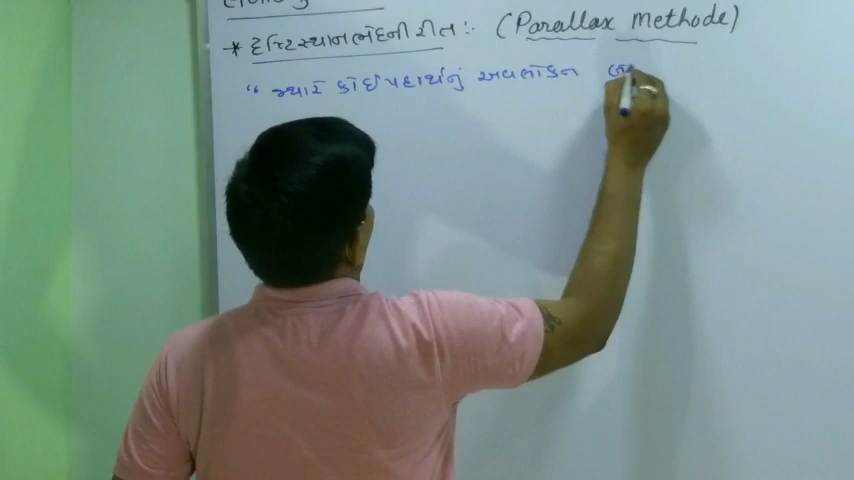 * દૃષ્ટિસ્થાનભેદની રીત :- (Parallax Methode)
“ જ્યારે કોઈ પદાર્થનું અવલોકન